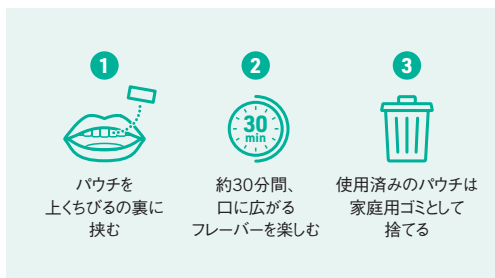 1
パウチを
上くちびるの裏に
挟む
2
30
min
約30分間、
口に広がる
フレーバーを楽しむ
3
使用済みのパウチは
家庭用ゴミとして
捨てる